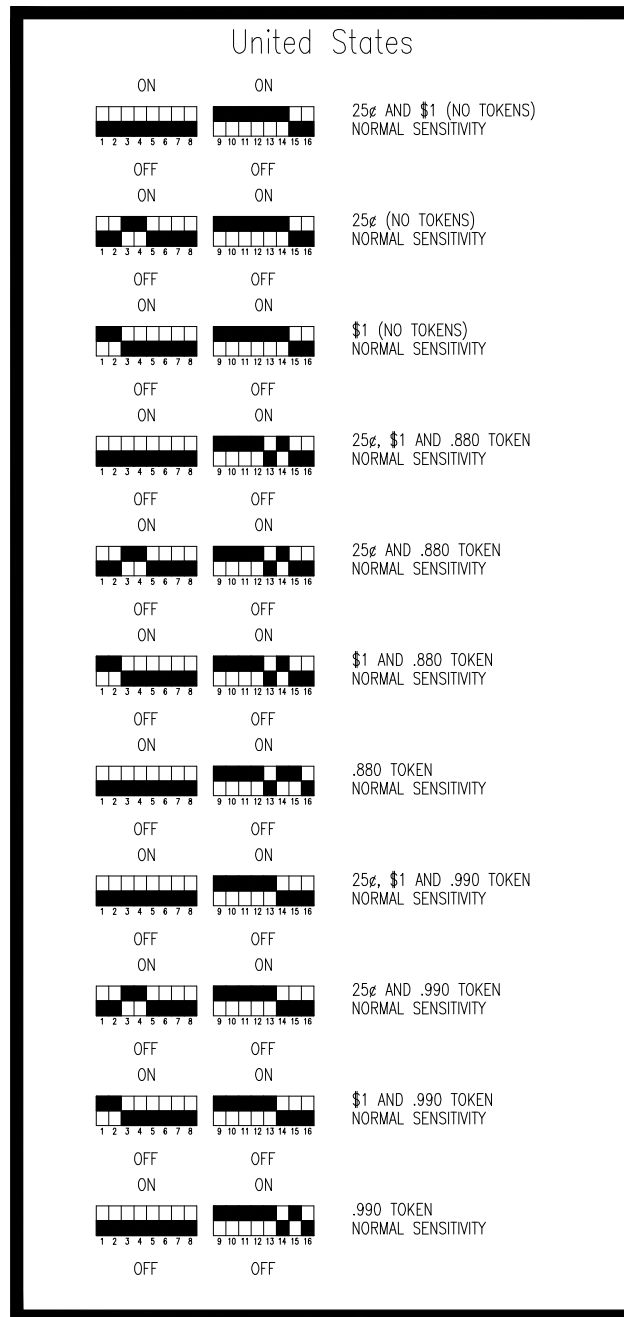 United States
ON ON
25¢ AND $1 (NO TOKENS)
NORMAL SENSITIVITY
1 2 3 4 5 6 7 8 9 10 11 12 13 14 15 16
OFF OFF
ON ON
25¢ (NO TOKENS)
NORMAL SENSITIVITY
1 2 3 4 5 6 7 8 9 10 11 12 13 14 15 16
OFF OFF
ON ON
$1 (NO TOKENS)
NORMAL SENSITIVITY
1 2 3 4 5 6 7 8 9 10 11 12 13 14 15 16
OFF OFF
ON ON
25¢, $1 AND .880 TOKEN
NORMAL SENSITIVITY
1 2 3 4 5 6 7 8 9 10 11 12 13 14 15 16
OFF OFF
ON ON
25¢ AND .880 TOKEN
NORMAL SENSITIVITY
1 2 3 4 5 6 7 8 9 10 11 12 13 14 15 16
OFF OFF
ON ON
$1 AND .880 TOKEN
NORMAL SENSITIVITY
1 2 3 4 5 6 7 8 9 10 11 12 13 14 15 16
OFF OFF
ON ON
.880 TOKEN
NORMAL SENSITIVITY
1 2 3 4 5 6 7 8 9 10 11 12 13 14 15 16
OFF OFF
ON ON
25¢, $1 AND .990 TOKEN
NORMAL SENSITIVITY
1 2 3 4 5 6 7 8 9 10 11 12 13 14 15 16
OFF OFF
ON ON
25¢ AND .990 TOKEN
NORMAL SENSITIVITY
1 2 3 4 5 6 7 8 9 10 11 12 13 14 15 16
OFF OFF
ON ON
$1 AND .990 TOKEN
NORMAL SENSITIVITY
1 2 3 4 5 6 7 8 9 10 11 12 13 14 15 16
OFF OFF
ON ON
.990 TOKEN
NORMAL SENSITIVITY
1 2 3 4 5 6 7 8 9 10 11 12 13 14 15 16
OFF OFF